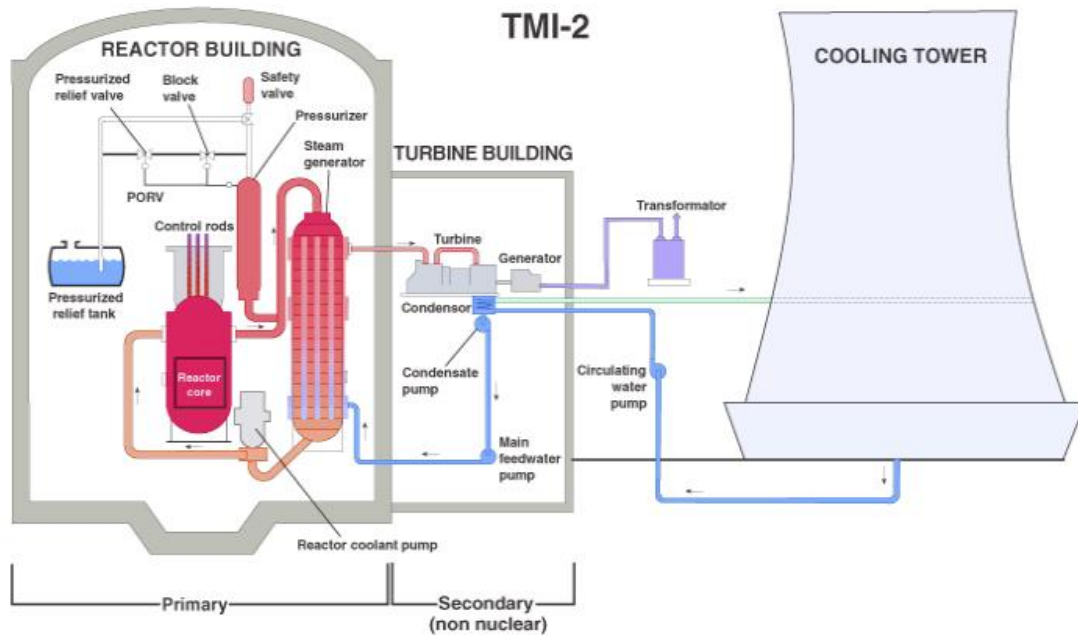 TMI-2
REACTOR BUILDING
COOLING TOWER
Pressurized
relief valve
Block
valve
Safety
valve
Pressurizer
Steam
generator
TURBINE BUILDING
PORV
Control rods
Transformator
Turbine
Generator
Pressurized
relief tank
Condensor
Reactor
core
Condensate
pump
Circulating
water
pump
Main
feedwater
pump
Reactor coolant pump
Primary
Secondary
(non nuclear)